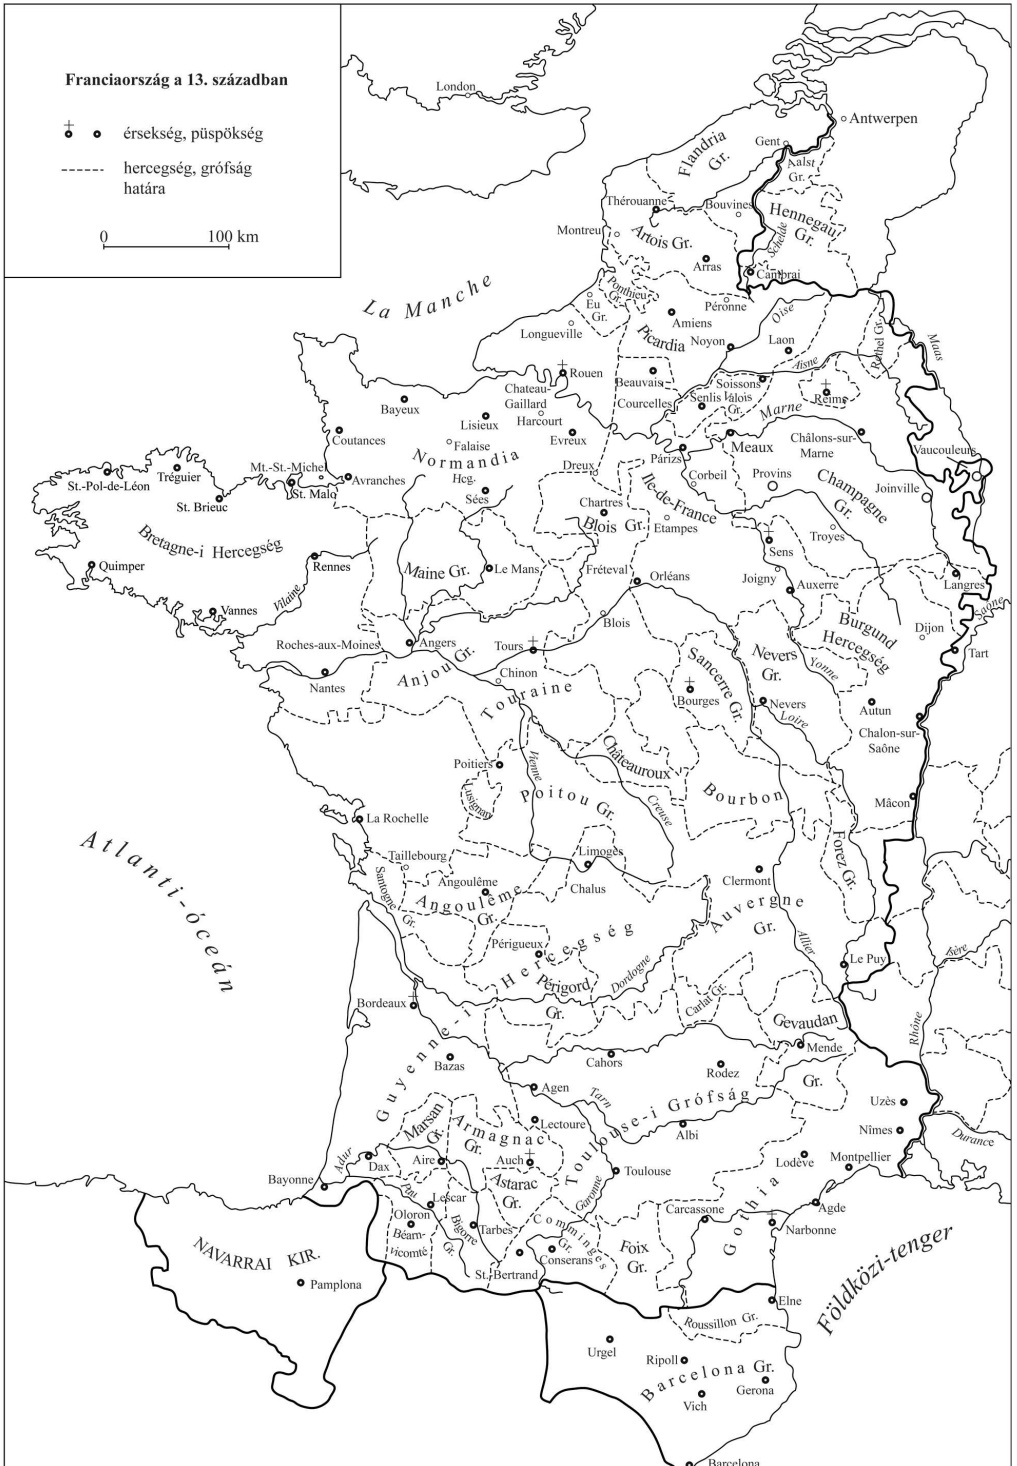 Franciaország a 13. században
érsekség, püspökség
hercegség, grófság
határa
0 100 km
London
Antwerpen
Gent
Flandria
Gr.
Aalst
Gr.
Thérouanne
Bouvines
Hennegau
Gr.
Montreu
Artois Gr.
Schelde
Arras
Cambrai
La Manche
Ponthieu
Gr.
Eu
Gr.
Péronne
Oise
Amiens
Longueville
Picardia
Noyon
Laon
Rethel Gr.
Maas
Aisne
Rouen
Beauvais
Soissons
Chateau-
Gaillard
Courcelles
Senlis
Valois
Gr.
Reims
Bayeux
Harcourt
Marne
Lisieux
Coutances
Falaise
Evreux
Meaux
Châlons-sur-
Marne
Párizs
Vaucouleurs
Normandia
Hcg.
Tréguier
Mt.-St.-Michel
Dreux
Corbeil
Provins
Champagne
Gr.
Joinville
St.-Pol-de-Léon
St. Malo
Avranches
Sées
Ile-de-France
St. Brieuc
Chartres
Blois Gr.
Etampes
Troyes
Bretagne-i Hercegség
Sens
Quimper
Rennes
Maine Gr.
Le Mans
Fréteval
Orléans
Joigny
Auxerre
Langres
Vannes
Vilaine
Blois
Saône
Burgund
Hercegség
Dijon
Roches-aux-Moines
Angers
Tours
Sancerre Gr.
Nevers
Gr.
Yonne
Tart
Anjou Gr.
Nantes
Chinon
Touraine
Bourges
Nevers
Loire
Autun
Chalon-sur-
Saône
Poitiers
Vienne
Châteauroux
Lusignan
Poitou Gr.
Creuse
Bourbon
Mâcon
La Rochelle
Forez Gr.
Atlanti-óceán
Taillebourg
Limoges
Santogne
Gr.
Angoulême
Chalus
Clermont
Angoulême
Gr.
Auvergne
Gr.
Périgueux
Hercegség
Allier
Le Puy
Isère
Périgord
Gr.
Dordogne
Bordeaux
Carlat Gr.
Gevaudan
Gr.
Rhône
Guyenne-i
Bazas
Cahors
Mende
Rodez
Agen
Tarn
Uzès
Marsan
Gr.
Armagnac
Gr.
Lectoure
Toulouse-i Grófság
Albi
Nîmes
Durance
Adur
Dax
Aire
Auch
Lodève
Montpellier
Bayonne
Astarac
Gr.
Toulouse
Pau
Lescar
Garonne
Agde
Oloron
Carcassone
Gothia
Narbonne
Béarn-
vicomté
Bigorre
Gr.
Tarbes
Comminges
Gr.
Foix
Gr.
NAVARRAI KIR.
St. Bertrand
Conserans
Földközi-tenger
Pamplona
Elne
Roussillon Gr.
Urgel
Ripoll
Barcelona Gr.
Gerona
Vich
Barcelona